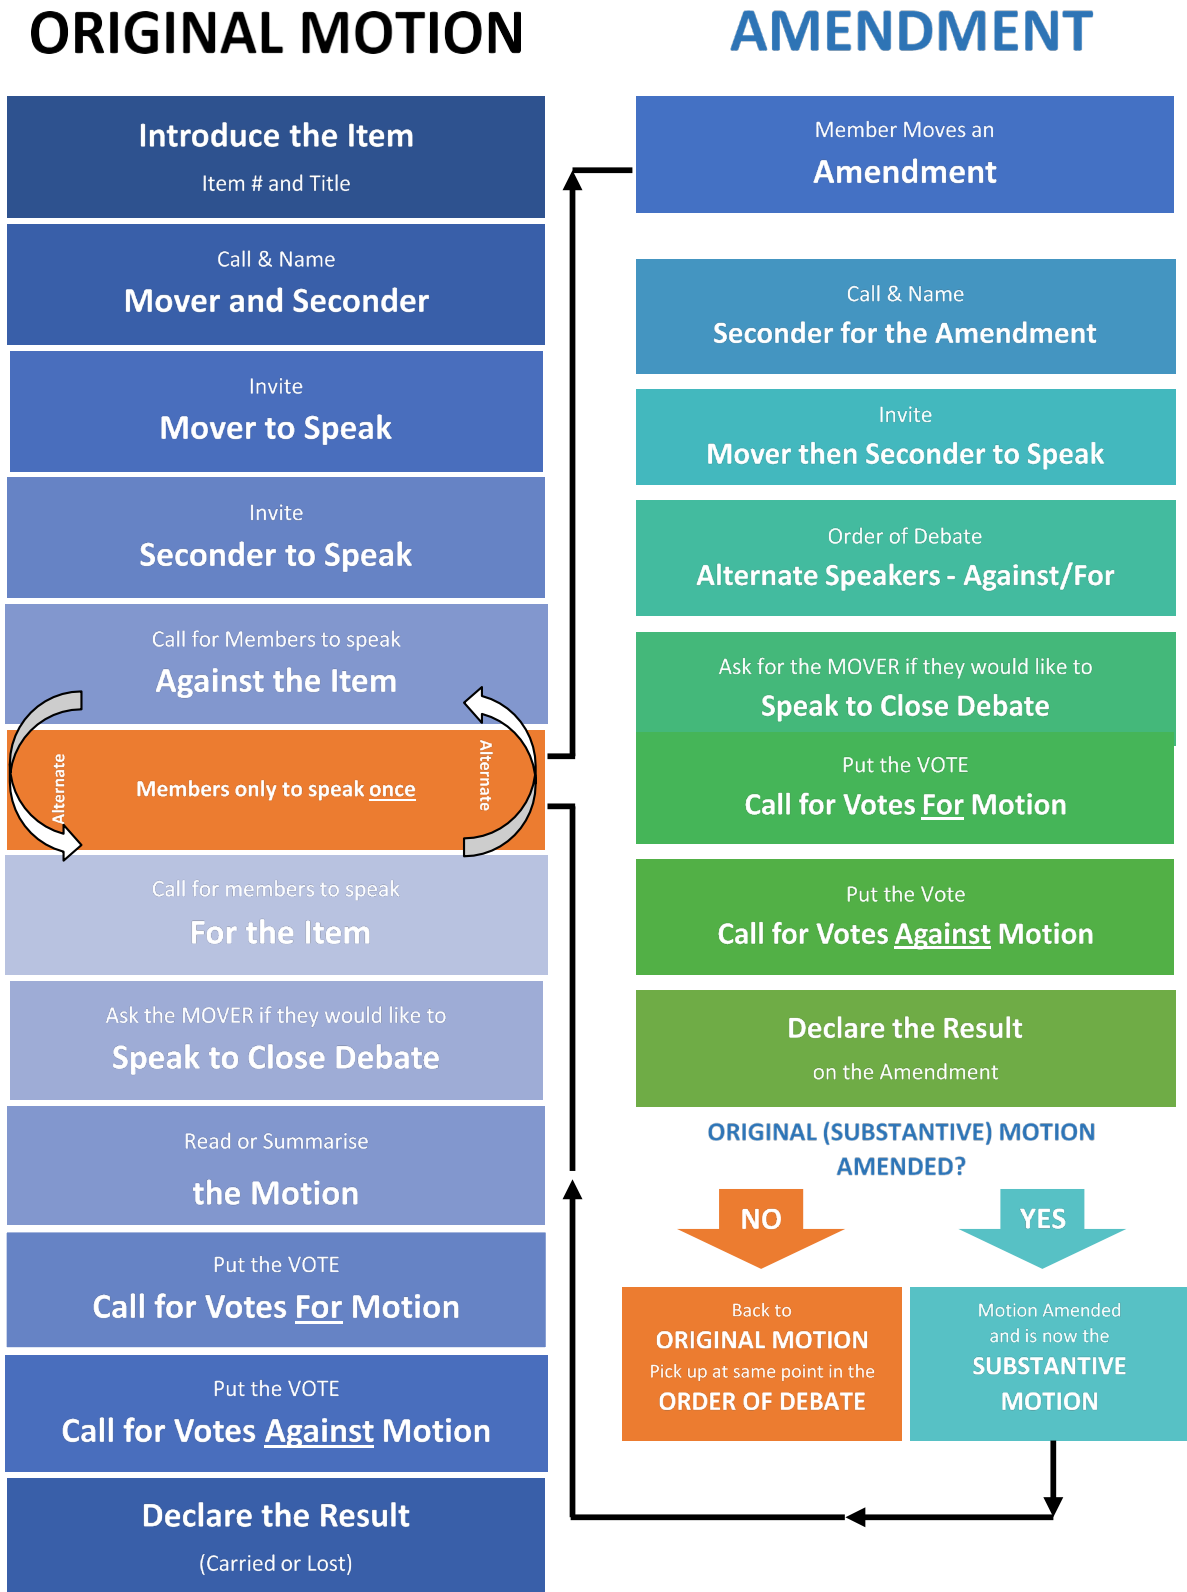 ORIGINAL MOTION
Introduce the Item
Item # and Title
Call & Name
Mover and Seconder
Invite
Mover to Speak
Invite
Seconder to Speak
Call for Members to speak
Against the Item
Alternate
Members only to speak once
Alternate
Call for members to speak
For the Item
Ask the MOVER if they would like to
Speak to Close Debate
Read or Summarise
the Motion
Put the VOTE
Call for Votes For Motion
Put the VOTE
Call for Votes Against Motion
Declare the Result
(Carried or Lost)
AMENDMENT
Member Moves an
Amendment
Call & Name
Seconder for the Amendment
Invite
Mover then Seconder to Speak
Order of Debate
Alternate Speakers - Against/For
Ask for the MOVER if they would like to
Speak to Close Debate
Put the VOTE
Call for Votes For Motion
Put the Vote
Call for Votes Against Motion
Declare the Result
on the Amendment
ORIGINAL (SUBSTANTIVE) MOTION
AMENDED?
NO
Back to
ORIGINAL MOTION
Pick up at same point in the
ORDER OF DEBATE
YES
Motion Amended
and is now the
SUBSTANTIVE
MOTION